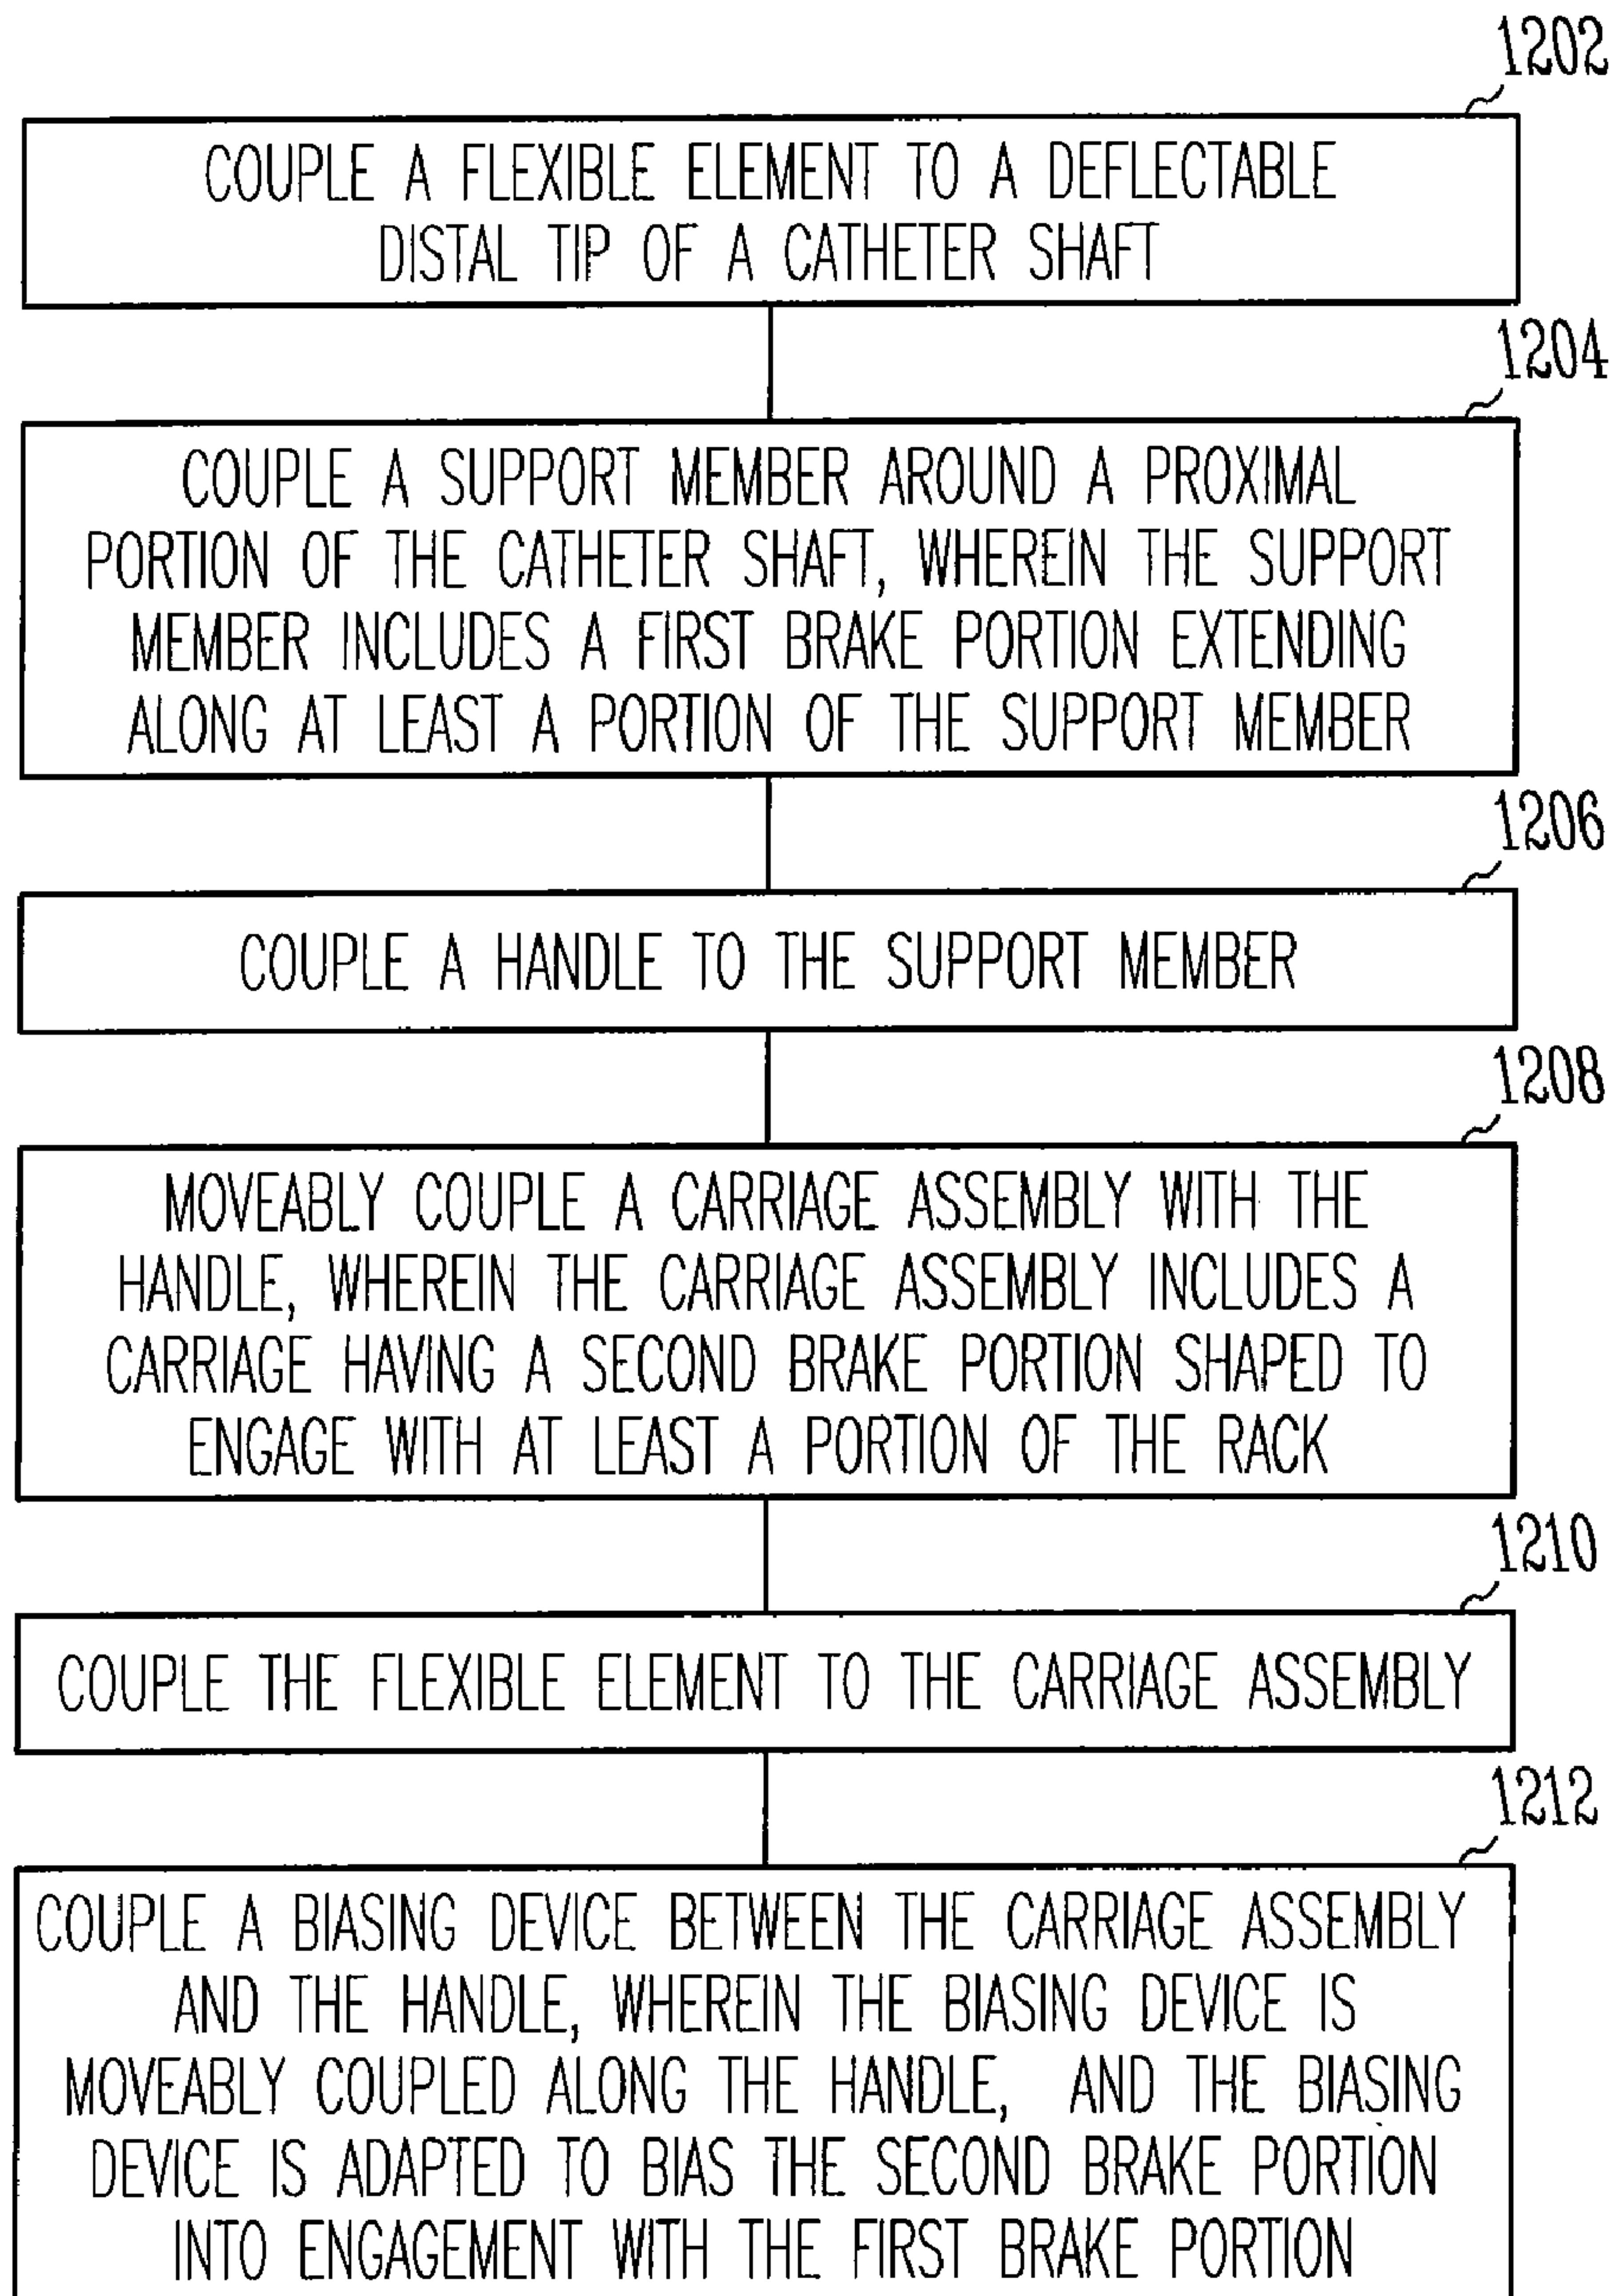 1202
COUPLE A FLEXIBLE ELEMENT TO A DEFLECTABLE
DISTAL TIP OF A CATHETER SHAFT
1204
COUPLE A SUPPORT MEMBER AROUND A PROXIMAL
PORTION OF THE CATHETER SHAFT, WHEREIN THE SUPPORT
MEMBER INCLUDES A FIRST BRAKE PORTION EXTENDING
ALONG AT LEAST A PORTION OF THE SUPPORT MEMBER
1206
COUPLE A HANDLE TO THE SUPPORT MEMBER
1208
MOVEABLY COUPLE A CARRIAGE ASSEMBLY WITH THE
HANDLE, WHEREIN THE CARRIAGE ASSEMBLY INCLUDES A
CARRIAGE HAVING A SECOND BRAKE PORTION SHAPED TO
ENGAGE WITH AT LEAST A PORTION OF THE RACK
1210
COUPLE THE FLEXIBLE ELEMENT TO THE CARRIAGE ASSEMBLY
1212
COUPLE A BIASING DEVICE BETWEEN THE CARRIAGE ASSEMBLY
AND THE HANDLE, WHEREIN THE BIASING DEVICE IS
MOVEABLY COUPLED ALONG THE HANDLE, AND THE BIASING
DEVICE IS ADAPTED TO BIAS THE SECOND BRAKE PORTION
INTO ENGAGEMENT WITH THE FIRST BRAKE PORTION